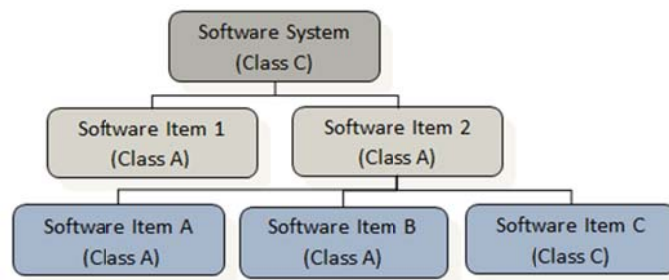 Software System
(Class C)
Software Item 1
(Class A)
Software Item 2
(Class A)
Software Item A
(Class A)
Software Item B
(Class A)
Software Item C
(Class C)